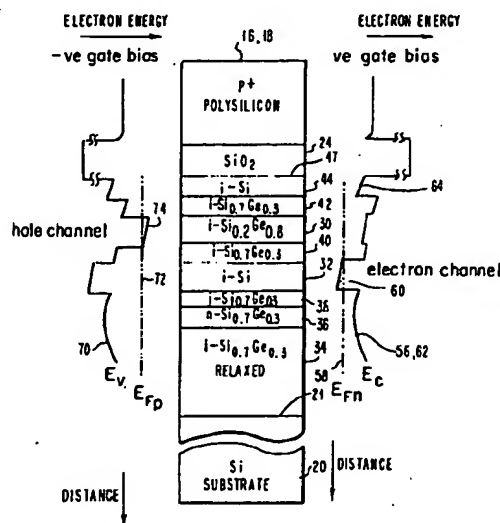 ELECTRON ENERGY
-ve gate bias
16,18
ELECTRON ENERGY
ve gate bias
p+
POLYSILICON
24
SiO2
47
i-Si
44
64
i-Si0.7Ge0.3
42
74
hole channel
i-Si0.2Ge0.8
30
i-Si0.7Ge0.3
40
i-Si
32
electron channel
72
60
i-Si0.7Ge0.3
38
n-Si0.7Ge0.3
36
70
i-Si0.7Ge0.3
RELAXED
34
56,62
58
Ev
EFp
21
EFn
Ec
Si
SUBSTRATE
20
DISTANCE
DISTANCE